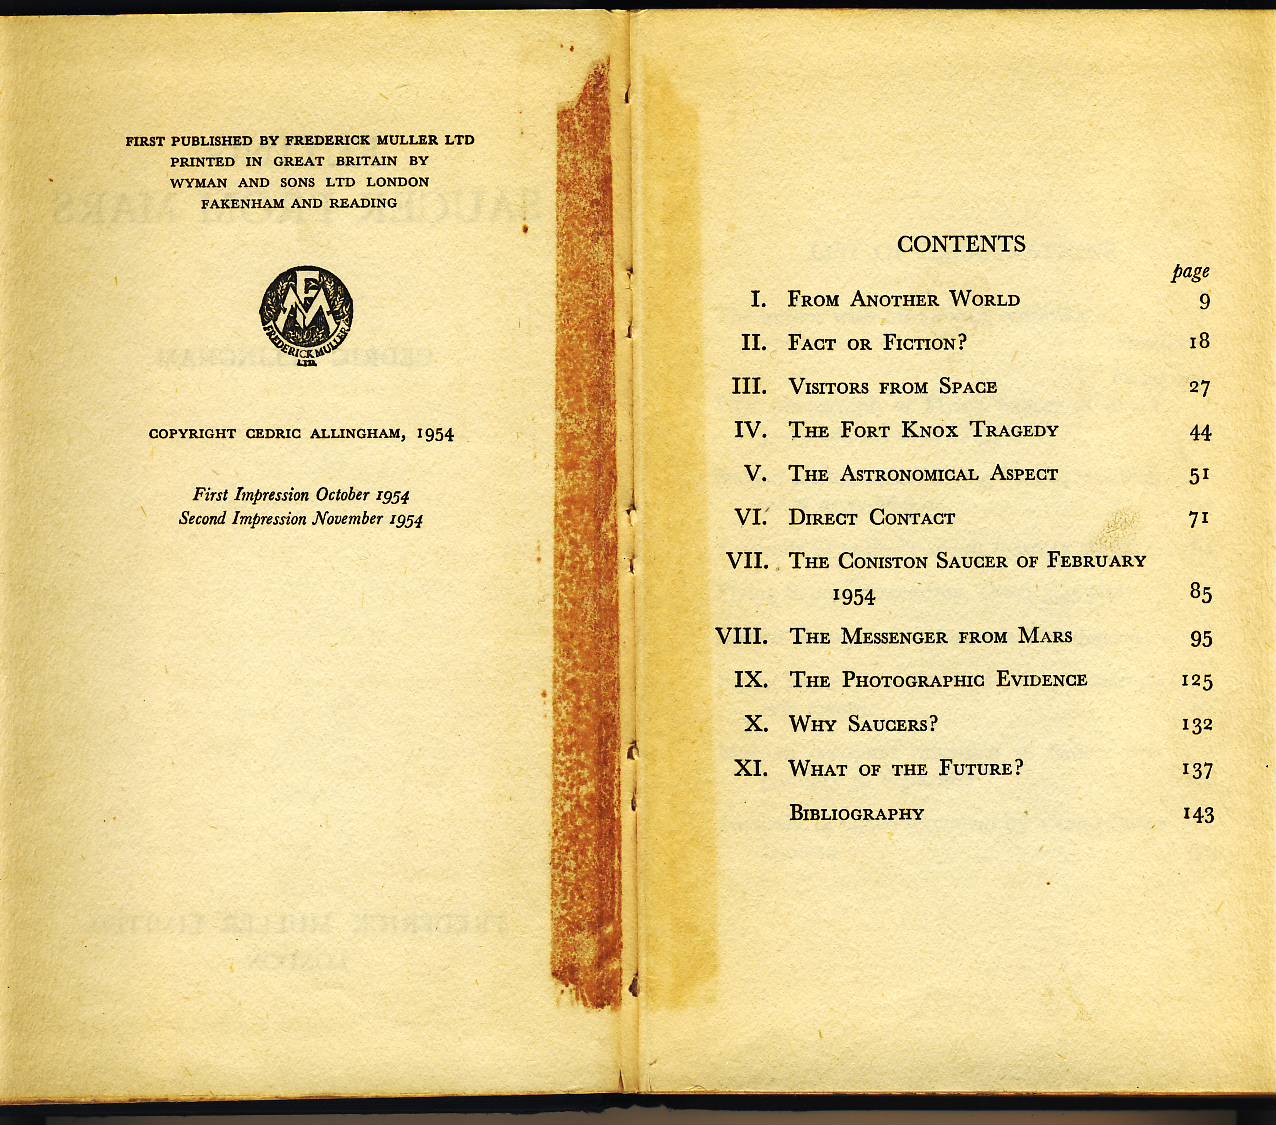 FIRST PUBLISHED BY FREDERICK MULLER LTD
PRINTED IN GREAT BRITAIN BY
WYMAN AND SONS LTD LONDON
FAKENHAM AND READING
FM
FREDERICK MULLER
LTD.
COPYRIGHT CEDRIC ALLINGHAM, 1954
First Impression October 1954
Second Impression November 1954
CONTENTS
page
I. FROM ANOTHER WORLD 9
II. FACT OR FICTION? 18
III. VISITORS FROM SPACE 27
IV. THE FORT KNOX TRAGEDY 44
V. THE ASTRONOMICAL ASPECT 51
VI. DIRECT CONTACT 71
VII. THE CONISTON SAUCER OF FEBRUARY
1954 85
VIII. THE MESSENGER FROM MARS 95
IX. THE PHOTOGRAPHIC EVIDENCE 125
X. WHY SAUCERS? 132
XI. WHAT OF THE FUTURE? 137
BIBLIOGRAPHY 143